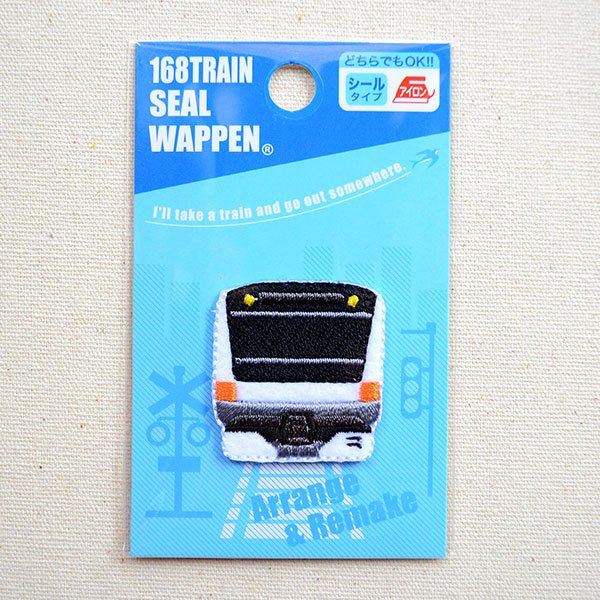 168TRAIN
SEAL
WAPPEN®
どちらでもOK!!
シール
タイプ
アイロン
I'll take a train and go out somewhere.
Arrange
& Remake